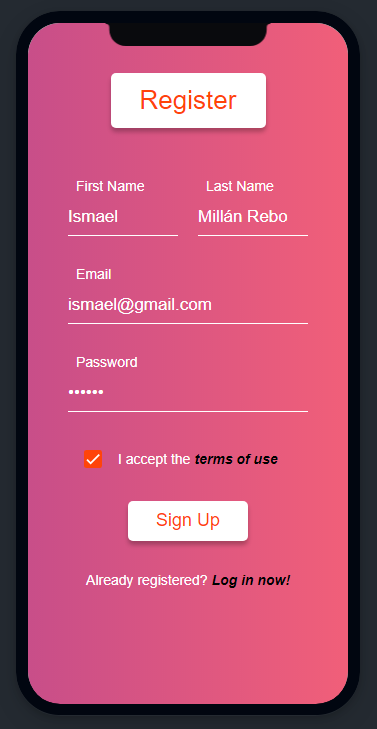 Register
First Name Last Name
Ismael Millán Rebo
Email
ismael@gmail.com
Password
••••••
I accept the terms of use
Sign Up
Already registered? Log in now!